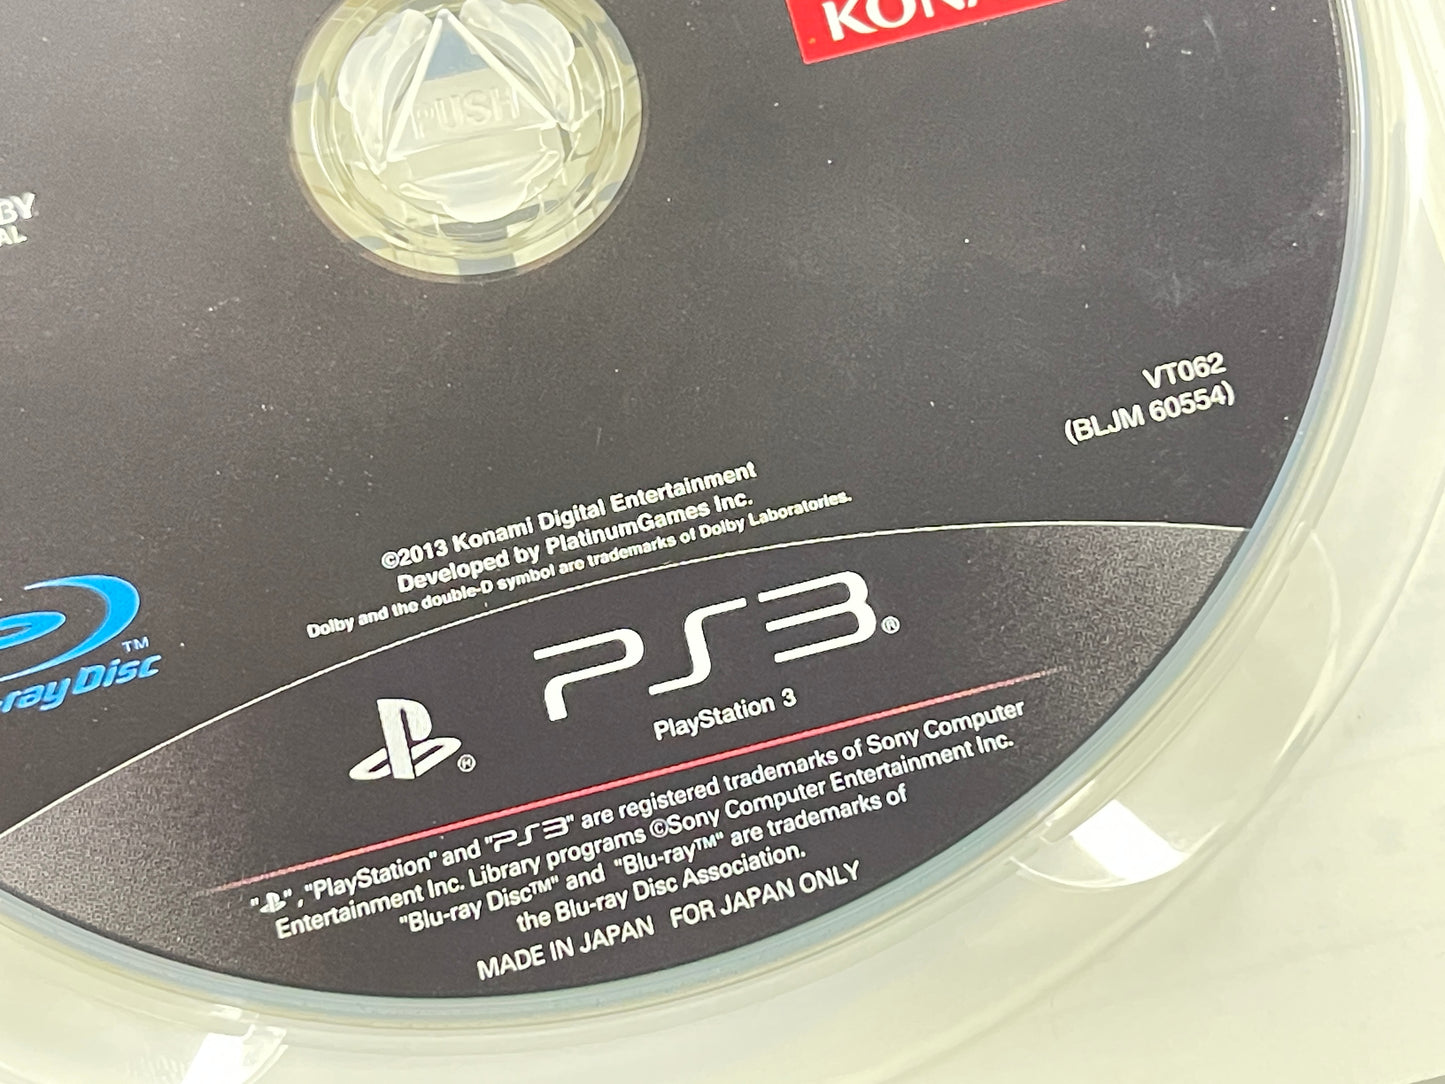 PUSH
KONA
BY
AL
VT062
(BLJM 60554)
©2013 Konami Digital Entertainment
Developed by PlatinumGames Inc.
Dolby and the double-D symbol are trademarks of Dolby Laboratories.
-ray Disc™
PS3®
PlayStation 3
"PlayStation" and "PS3" are registered trademarks of Sony Computer
Entertainment Inc. Library programs ©Sony Computer Entertainment Inc.
"Blu-ray Disc™" and "Blu-ray™" are trademarks of
the Blu-ray Disc Association.
MADE IN JAPAN FOR JAPAN ONLY